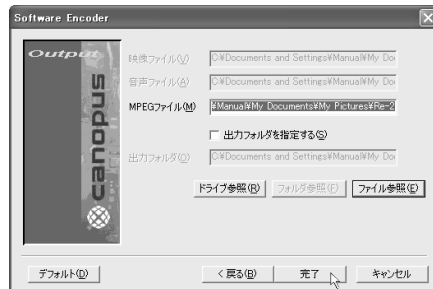 Software Encoder
Output
canopus
映像ファイル(V) C:¥Documents and Settings¥Manual¥My Do
音声ファイル(A) C:¥Documents and Settings¥Manual¥My Do
MPEGファイル(M) ¥Manual¥My Documents¥My Pictures¥Re-2
出力フォルダを指定する(S)
出力フォルダ(O) C:¥Documents and Settings¥Manual¥My Do
ドライブ参照(R) フォルダ参照(F) ファイル参照(E)
デフォルト(D) < 戻る(B) 完了 キャンセル